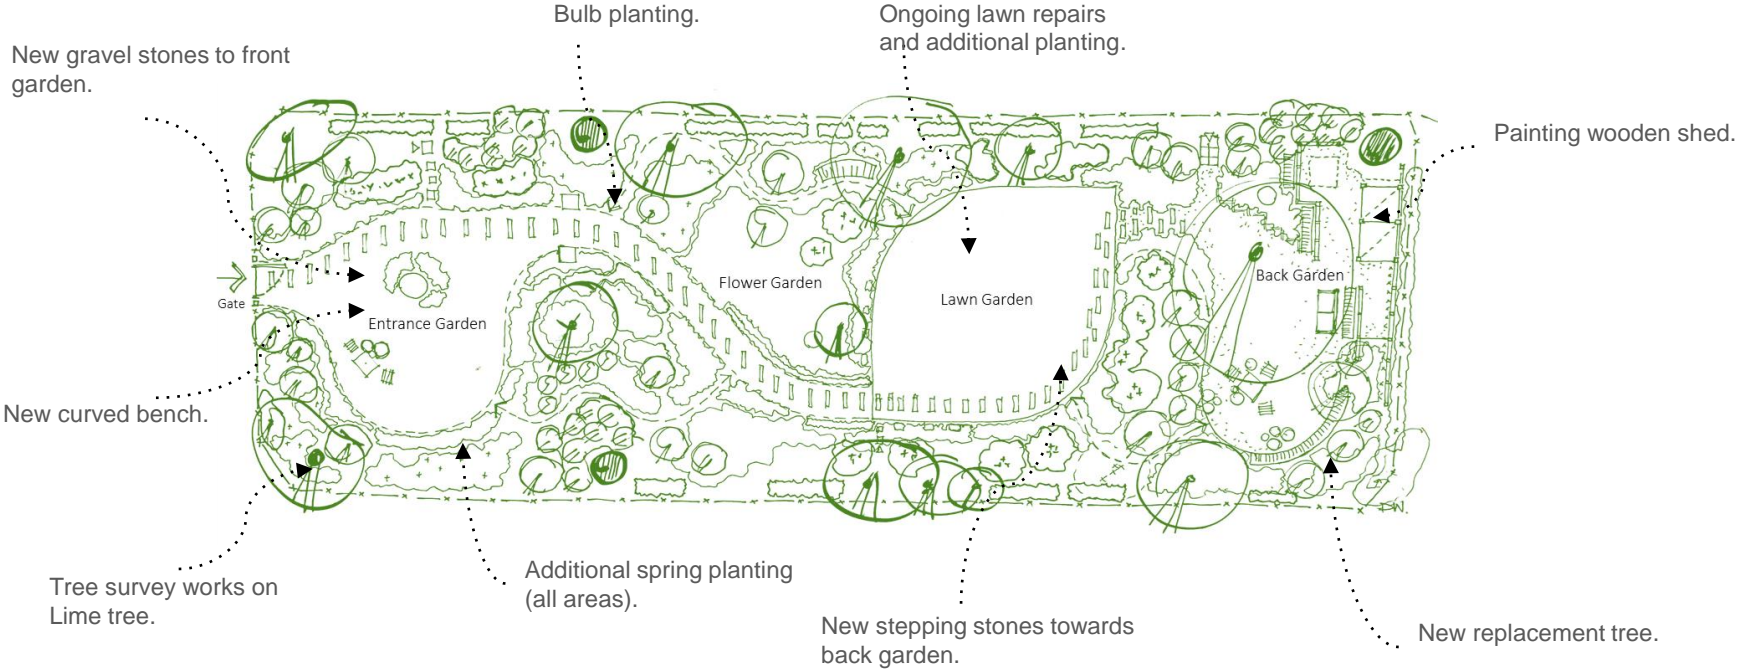 Bulb planting.
Ongoing lawn repairs
and additional planting.
New gravel stones to front
garden.
Painting wooden shed.
Flower Garden
Back Garden
Lawn Garden
Gate
Entrance Garden
New curved bench.
DW.
Additional spring planting
(all areas).
Tree survey works on
Lime tree.
New stepping stones towards
back garden.
New replacement tree.